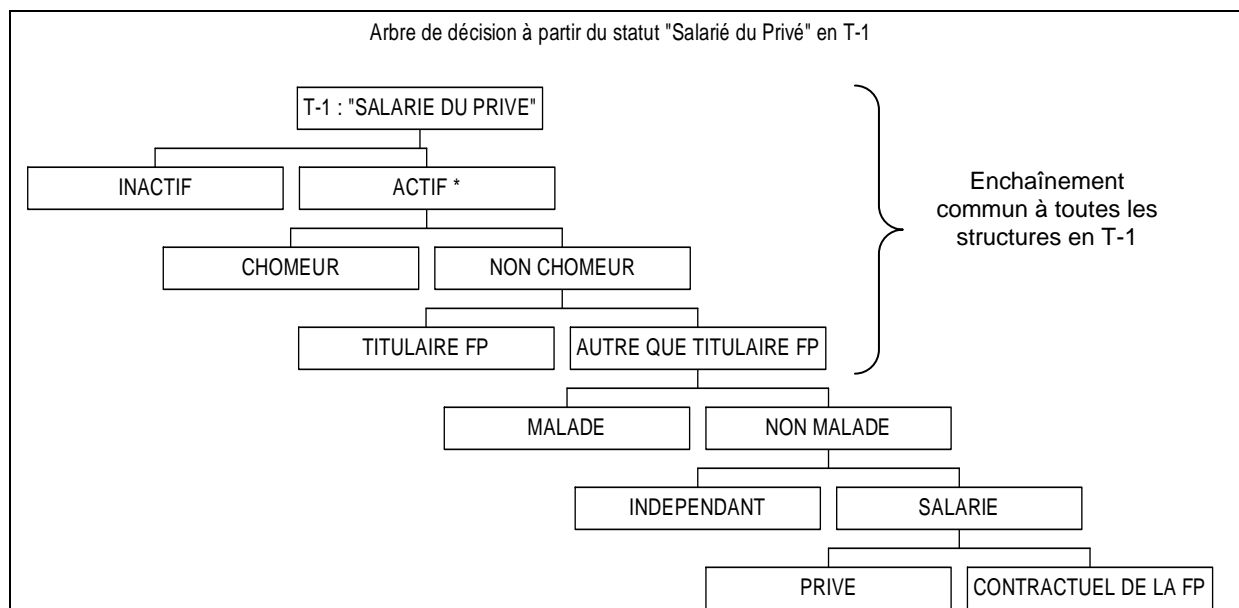 Arbre de décision à partir du statut "Salarié du Privé" en T-1
T-1 : "SALARIE DU PRIVE"
INACTIF
ACTIF *
Enchaînement
commun à toutes les
structures en T-1
CHOMEUR
NON CHOMEUR
TITULAIRE FP
AUTRE QUE TITULAIRE FP
MALADE
NON MALADE
INDEPENDANT
SALARIE
PRIVE
CONTRACTUEL DE LA FP